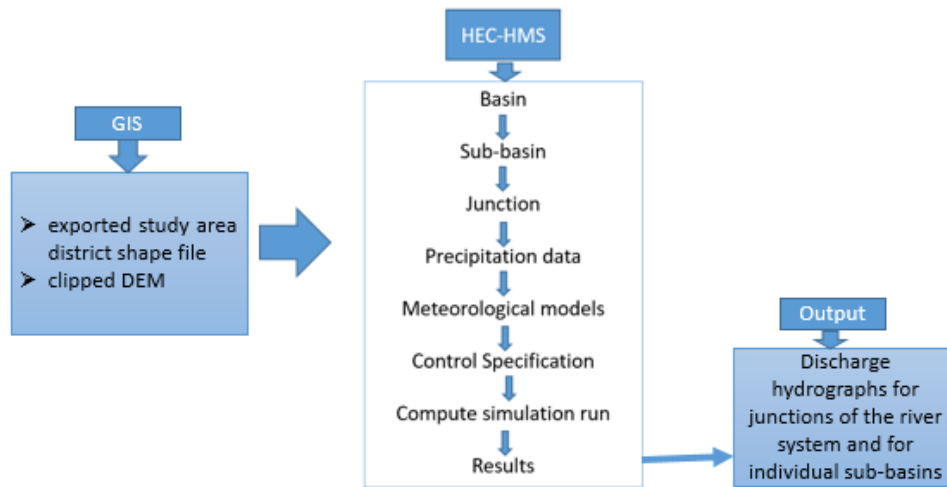 GIS
➤ exported study area
district shape file
➤ clipped DEM
HEC-HMS
Basin
Sub-basin
Junction
Precipitation data
Meteorological models
Control Specification
Compute simulation run
Results
Output
Discharge
hydrographs for
junctions of the river
system and for
individual sub-basins